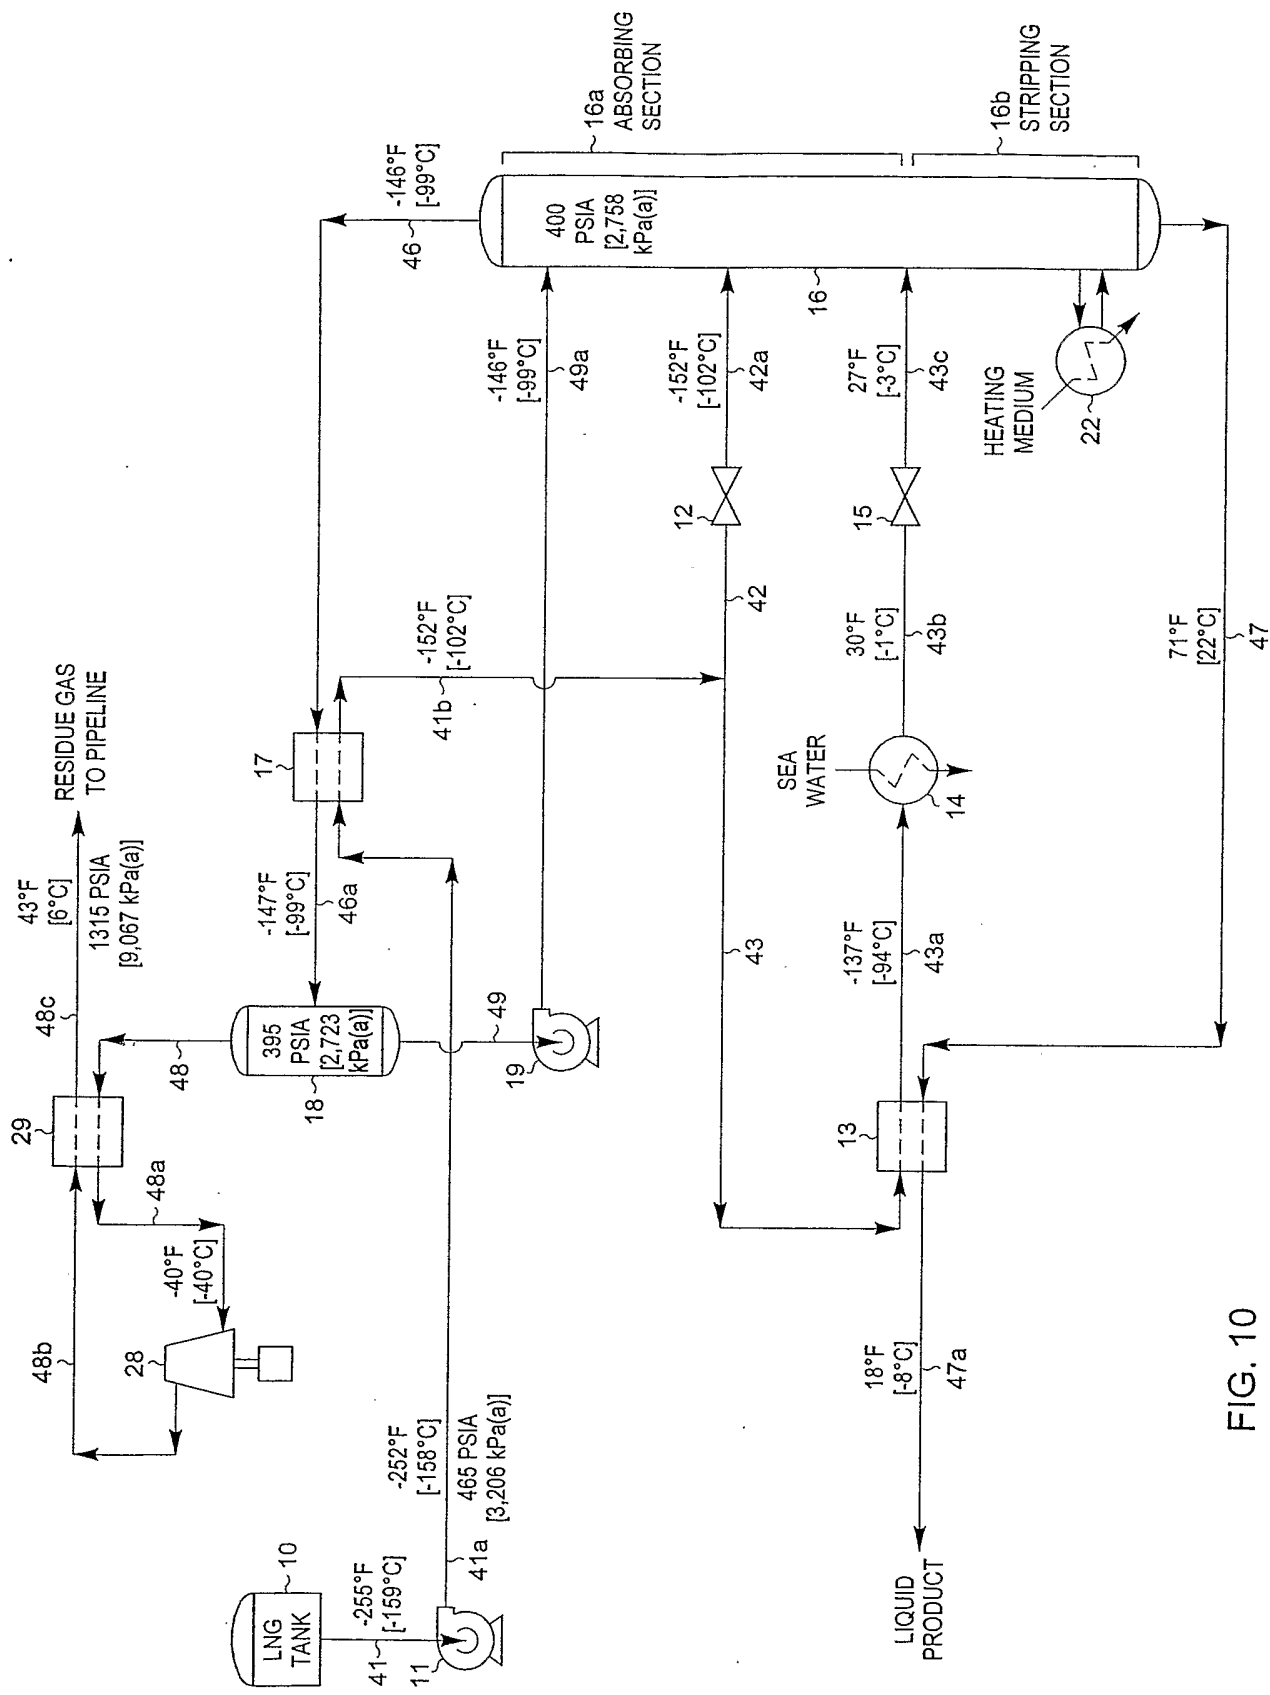 RESIDUE GAS
TO PIPELINE
43°F
[6°C]
1315 PSIA
[9,067 kPa(a)]
48c
29
48
48a
-40°F
[-40°C]
48b
28
395
PSIA
[2,723
kPa(a)]
18
-147°F
[-99°C]
46a
17
-146°F
[-99°C]
46
41b
-152°F
[-102°C]
49
19
-146°F
[-99°C]
49a
LNG
TANK
10
41
-255°F
[-159°C]
11
41a
-252°F
[-158°C]
465 PSIA
[3,206 kPa(a)]
400
PSIA
[2,758
kPa(a)]
16
16a
ABSORBING
SECTION
16b
STRIPPING
SECTION
12
42
-152°F
[-102°C]
42a
43
15
27°F
[-3°C]
43c
30°F
[-1°C]
43b
SEA
WATER
14
-137°F
[-94°C]
43a
13
HEATING
MEDIUM
22
71°F
[22°C]
47
18°F
[-8°C]
47a
LIQUID
PRODUCT
FIG. 10